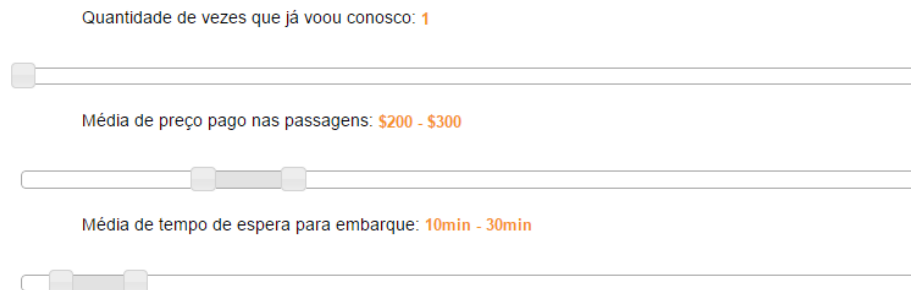 Quantidade de vezes que já voou conosco: 1
Média de preço pago nas passagens: $200 - $300
Média de tempo de espera para embarque: 10min - 30min